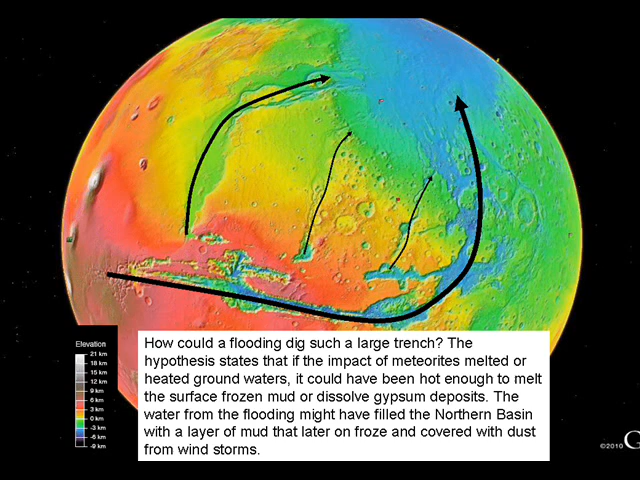 Elevation
21 km
18 km
15 km
12 km
9 km
6 km
3 km
0 km
-3 km
-6 km
-9 km
How could a flooding dig such a large trench? The
hypothesis states that if the impact of meteorites melted or
heated ground waters, it could have been hot enough to melt
the surface frozen mud or dissolve gypsum deposits. The
water from the flooding might have filled the Northern Basin
with a layer of mud that later on froze and covered with dust
from wind storms.
©2010 G